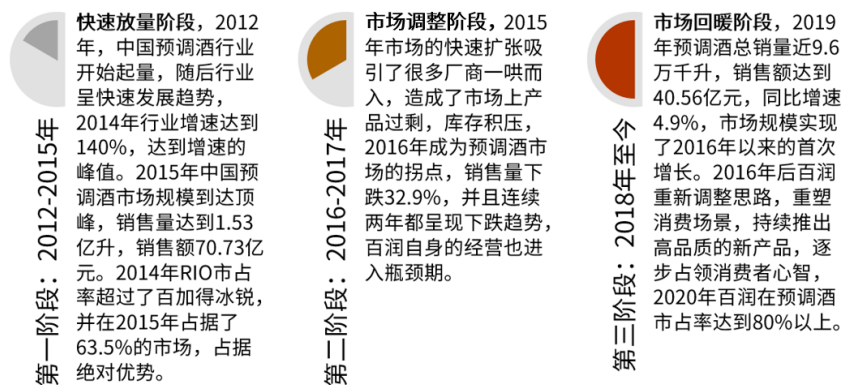 第一阶段：2012-2015年
快速放量阶段，2012
年，中国预调酒行业
开始起量，随后行业
呈快速发展趋势，
2014年行业增速达到
140%，达到增速的
峰值。2015年中国预
调酒市场规模到达顶
峰，销售量达到1.53
亿升，销售额70.73亿
元。2014年RIO市占
率超过了百加得冰锐，
并在2015年占据了
63.5%的市场，占据
绝对优势。
第二阶段：2016-2017年
市场调整阶段，2015
年市场的快速扩张吸
引了很多厂商一哄而
入，造成了市场上产
品过剩，库存积压，
2016年成为预调酒市
场的拐点，销售量下
跌32.9%，并且连续
两年都呈现下跌趋势，
百润自身的经营也进
入瓶颈期。
第三阶段：2018年至今
市场回暖阶段，2019
年预调酒总销量近9.6
万千升，销售额达到
40.56亿元，同比增速
4.9%，市场规模实现
了2016年以来的首次
增长。2016年后百润
重新调整思路，重塑
消费场景，持续推出
高品质的新产品，逐
步占领消费者心智，
2020年百润在预调酒
市占率达到80%以上。